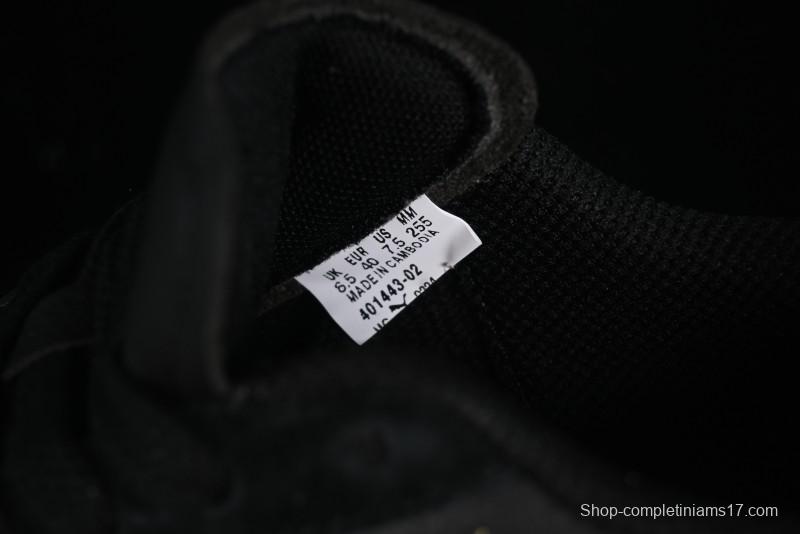 UK EUR US MM
6.5 40 7.5 255
MADE IN CAMBODIA
401443-02
Shop-completiniams17.com